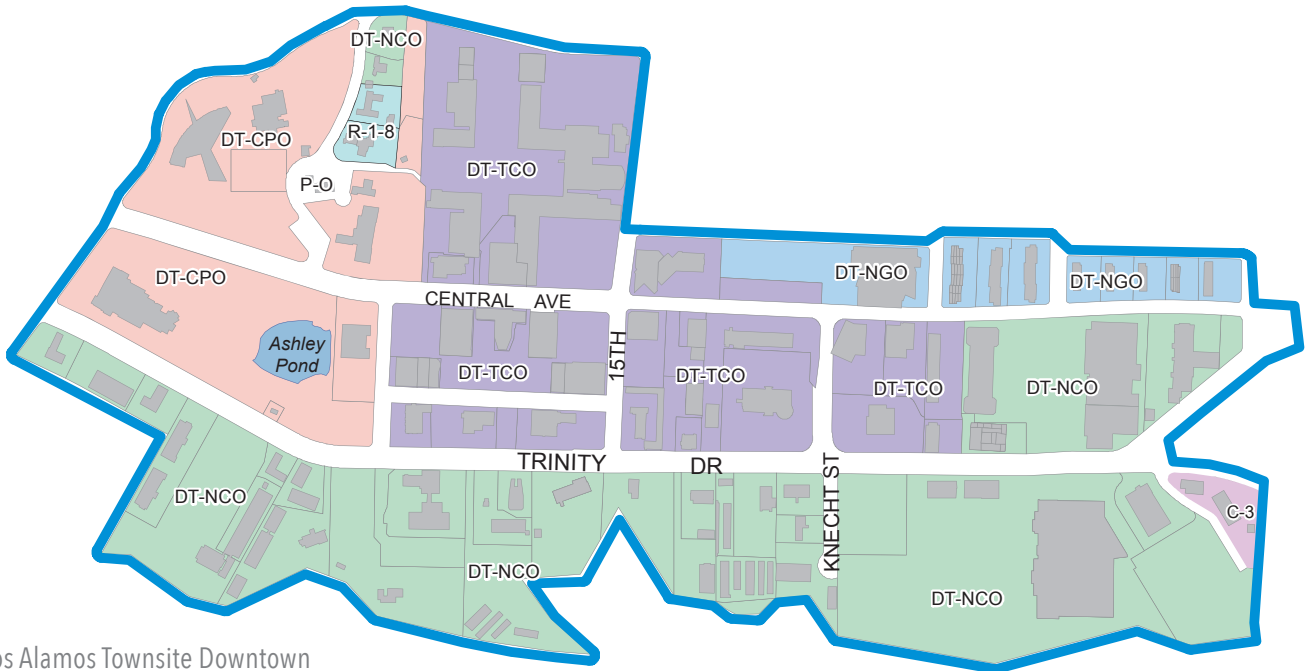 DT-NCO
DT-CPO
R-1-8
P-O
DT-TCO
DT-CPO
DT-NGO
DT-NGO
CENTRAL AVE
Ashley
Pond
15TH
DT-TCO
DT-TCO
DT-TCO
DT-NCO
TRINITY DR
KNECHT ST
DT-NCO
C-3
DT-NCO
DT-NCO
os Alamos Townsite Downtown